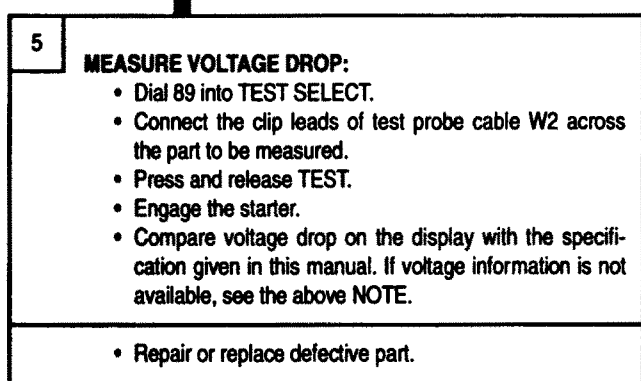 5
MEASURE VOLTAGE DROP:
• Dial 89 into TEST SELECT.
• Connect the clip leads of test probe cable W2 across
the part to be measured.
• Press and release TEST.
• Engage the starter.
• Compare voltage drop on the display with the specifi-
cation given in this manual. If voltage information is not
available, see the above NOTE.
• Repair or replace defective part.